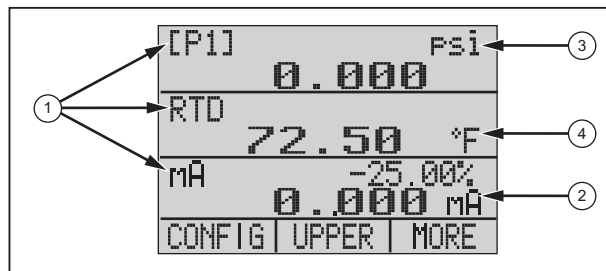 [P1] psi
0.000
RTD
72.50 °F
mA -25.00%
0.000 mA
CONFIG UPPER MORE
1
3
4
2